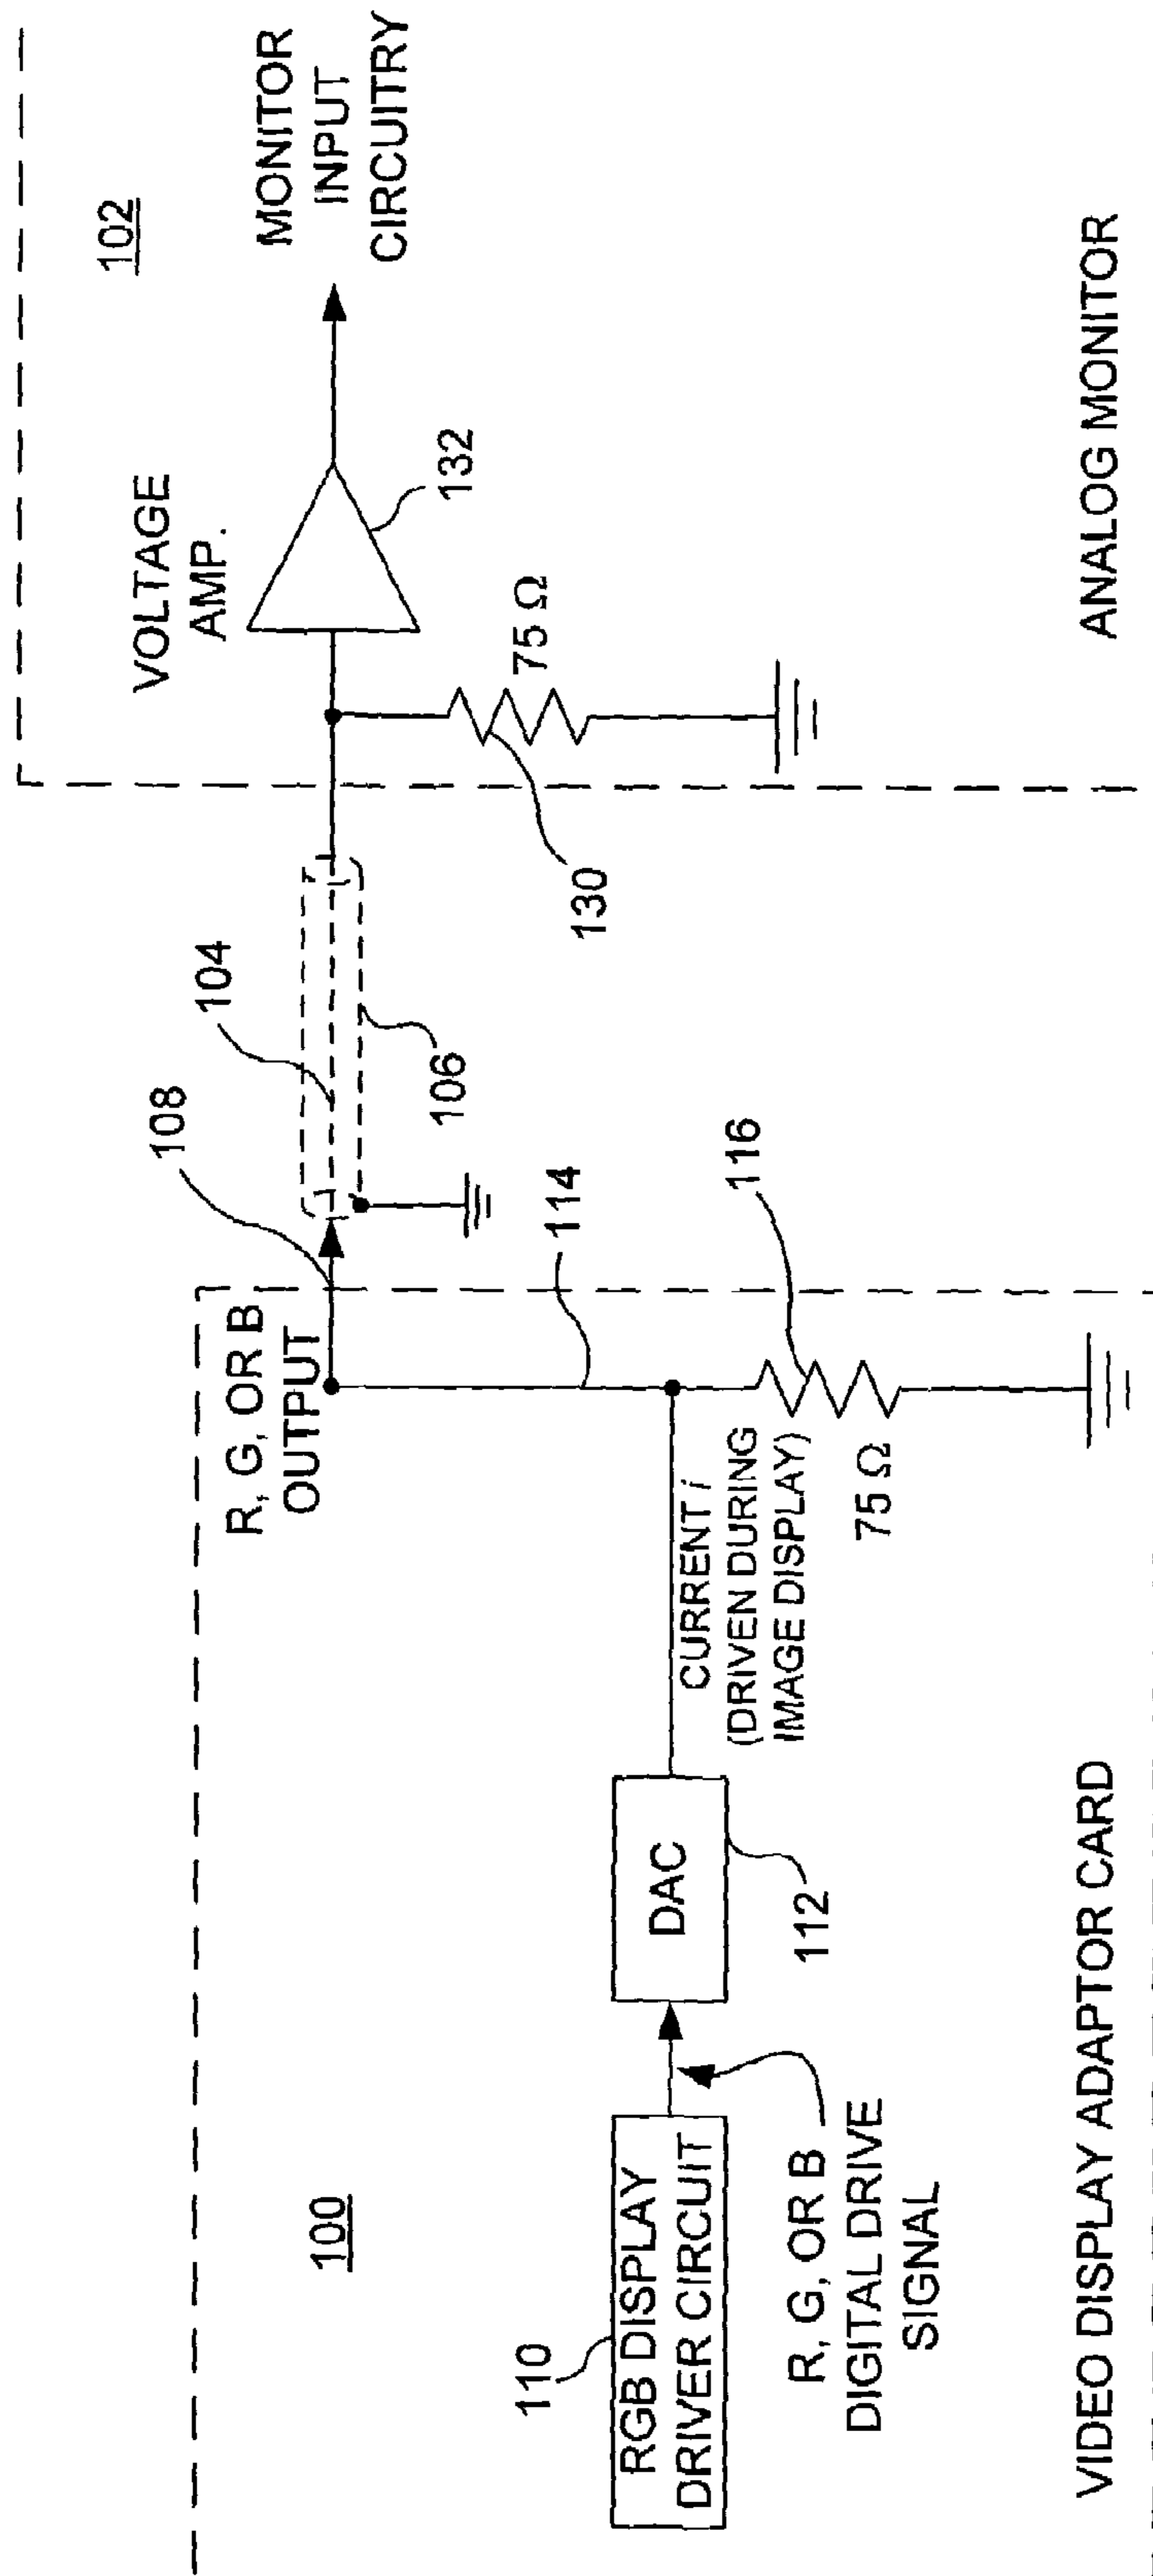 100
110
RGB DISPLAY
DRIVER CIRCUIT
R, G, OR B
DIGITAL DRIVE
SIGNAL
DAC
112
CURRENT i
(DRIVEN DURING
IMAGE DISPLAY)
R, G, OR B
OUTPUT
108
114
116
75 Ω
VIDEO DISPLAY ADAPTOR CARD
104
106
102
VOLTAGE
AMP.
132
130
75 Ω
MONITOR
INPUT
CIRCUITRY
ANALOG MONITOR